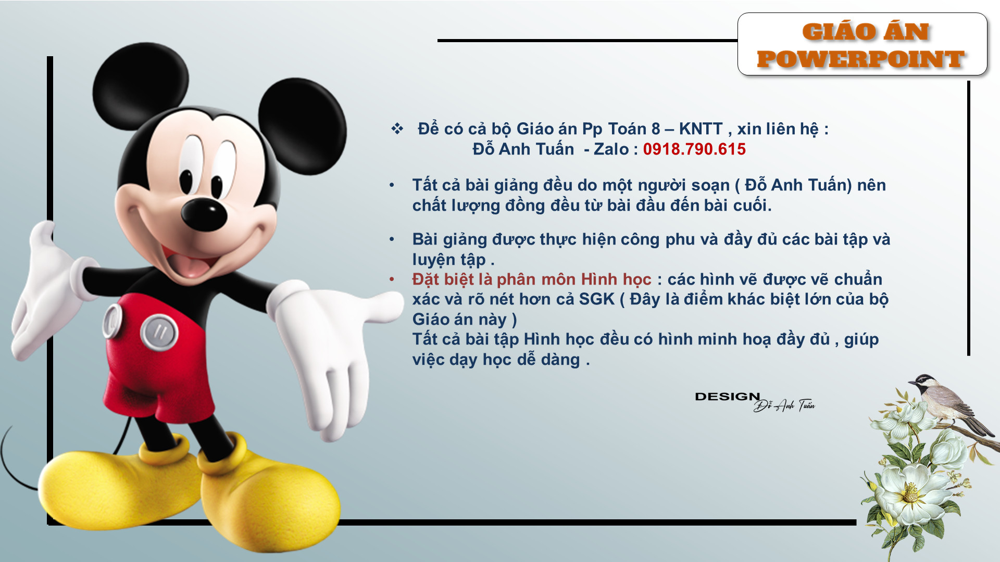 GIÁO ÁN
POWERPOINT
❖ Để có cả bộ Giáo án Pp Toán 8 – KNTT , xin liên hệ :
Đỗ Anh Tuấn - Zalo : 0918.790.615
• Tất cả bài giảng đều do một người soạn ( Đỗ Anh Tuấn) nên
chất lượng đồng đều từ bài đầu đến bài cuối.
• Bài giảng được thực hiện công phu và đầy đủ các bài tập và
luyện tập .
• Đặt biệt là phân môn Hình học : các hình vẽ được vẽ chuẩn
xác và rõ nét hơn cả SGK ( Đây là điểm khác biệt lớn của bộ
Giáo án này )
Tất cả bài tập Hình học đều có hình minh hoạ đầy đủ , giúp
việc dạy học dễ dàng .
DESIGN
Đỗ Anh Tuấn